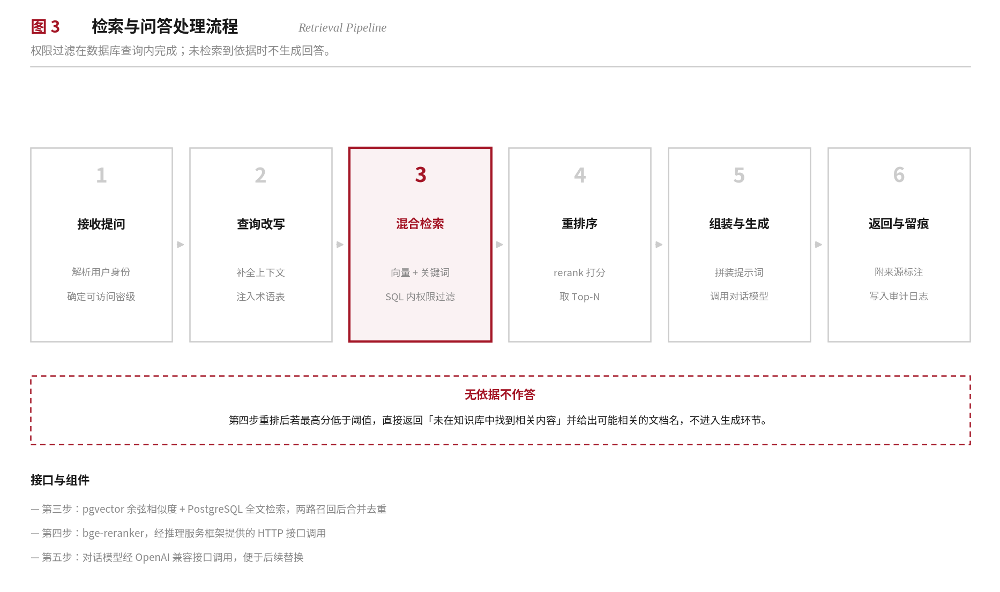 图 3 检索与问答处理流程 Retrieval Pipeline
权限过滤在数据库查询内完成；未检索到依据时不生成回答。
1
接收提问
解析用户身份
确定可访问密级
2
查询改写
补全上下文
注入术语表
3
混合检索
向量 + 关键词
SQL 内权限过滤
4
重排序
rerank 打分
取 Top-N
5
组装与生成
拼装提示词
调用对话模型
6
返回与留痕
附来源标注
写入审计日志
无依据不作答
第四步重排后若最高分低于阈值，直接返回「未在知识库中找到相关内容」并给出可能相关的文档名，不进入生成环节。
接口与组件
— 第三步：pgvector 余弦相似度 + PostgreSQL 全文检索，两路召回后合并去重
— 第四步：bge-reranker，经推理服务框架提供的 HTTP 接口调用
— 第五步：对话模型经 OpenAI 兼容接口调用，便于后续替换